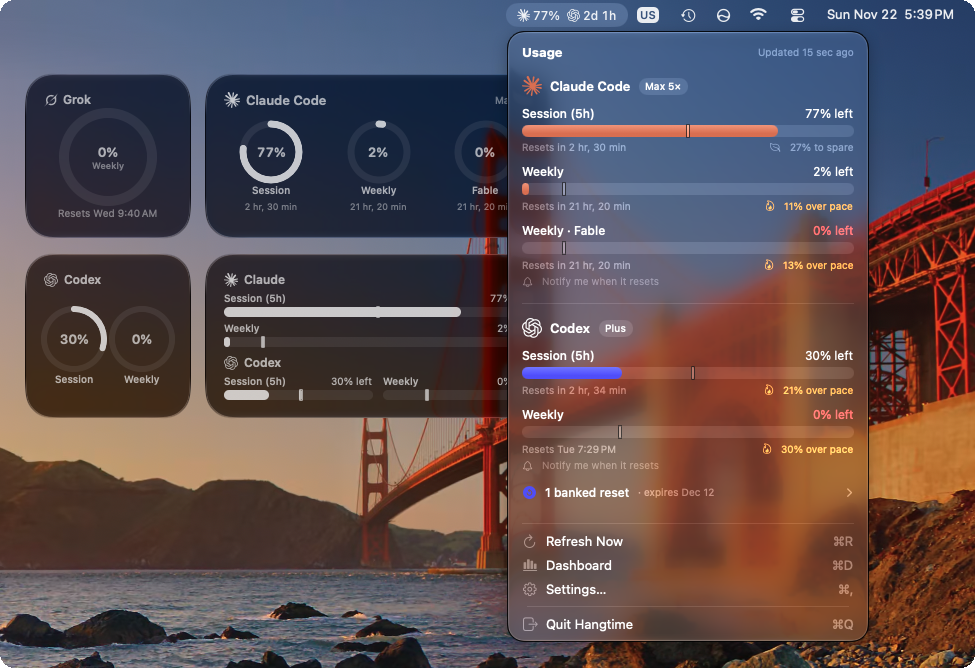 77% 2d 1h US Sun Nov 22 5:39 PM
Grok
0%
Weekly
Resets Wed 9:40 AM
Claude Code
77%
Session
2 hr, 30 min
2%
Weekly
21 hr, 20 min
0%
Fable
21 hr, 20 m
Codex
30%
Session
0%
Weekly
Claude
Session (5h) 77%
Weekly 2%
Codex
Session (5h) 30% left
Weekly 0%
Usage Updated 15 sec ago
Claude Code Max 5×
Session (5h) 77% left
Resets in 2 hr, 30 min 27% to spare
Weekly 2% left
Resets in 21 hr, 20 min 11% over pace
Weekly · Fable 0% left
Resets in 21 hr, 20 min 13% over pace
Notify me when it resets
Codex Plus
Session (5h) 30% left
Resets in 2 hr, 34 min 21% over pace
Weekly 0% left
Resets Tue 7:29 PM 30% over pace
Notify me when it resets
1 banked reset · expires Dec 12
Refresh Now ⌘R
Dashboard ⌘D
Settings... ⌘,
Quit Hangtime ⌘Q